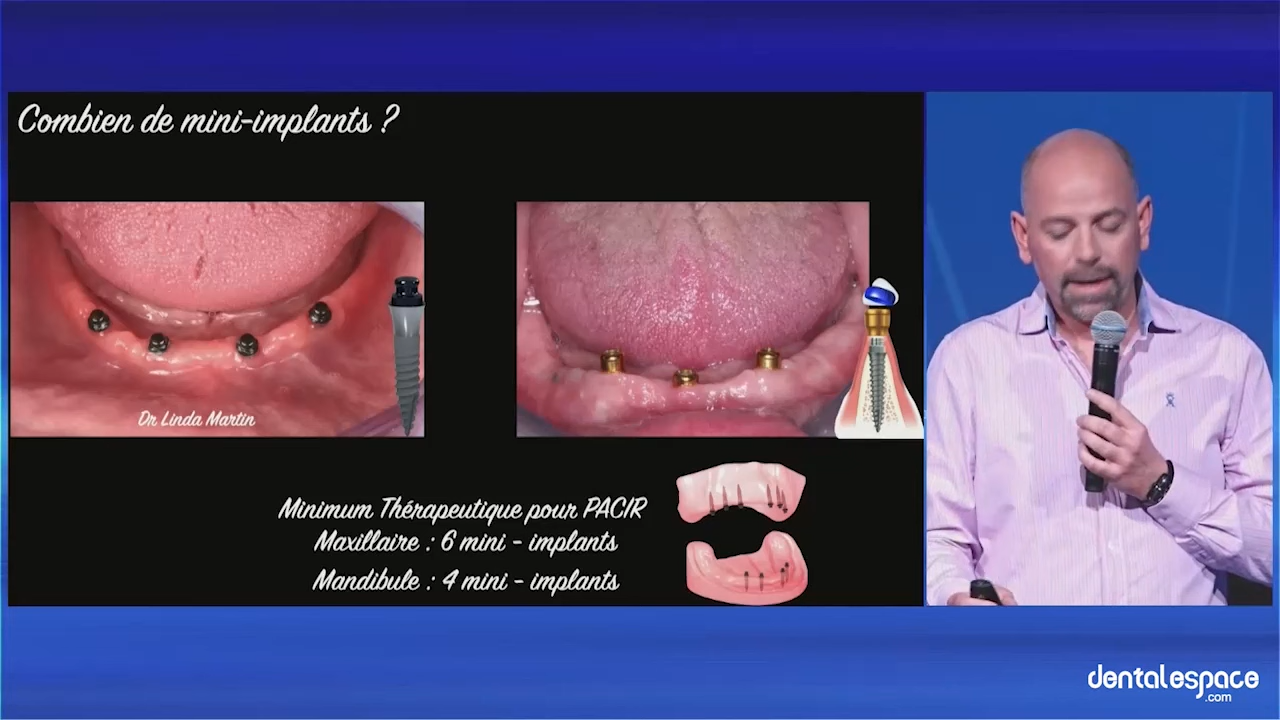 Combien de mini-implants ?
Dr Linda Martin
Minimum Thérapeutique pour PACIR
Maxillaire : 6 mini - implants
Mandibule : 4 mini - implants
dentalespace
.com